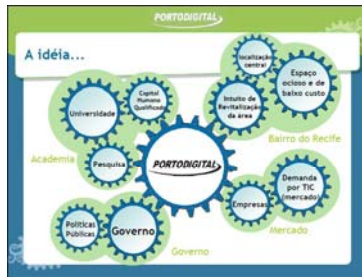 PORTODIGITAL
A idéia...
localização
central
Espaço
ocioso e de
baixo custo
Capital
Humano
Qualificado
Universidade
Intuito de
Revitalização
da área
Bairro do Recife
Academia
Pesquisa
PORTODIGITAL
Demanda
por TIC
(mercado)
Empresas
Políticas
Públicas
Governo
Mercado
Governo